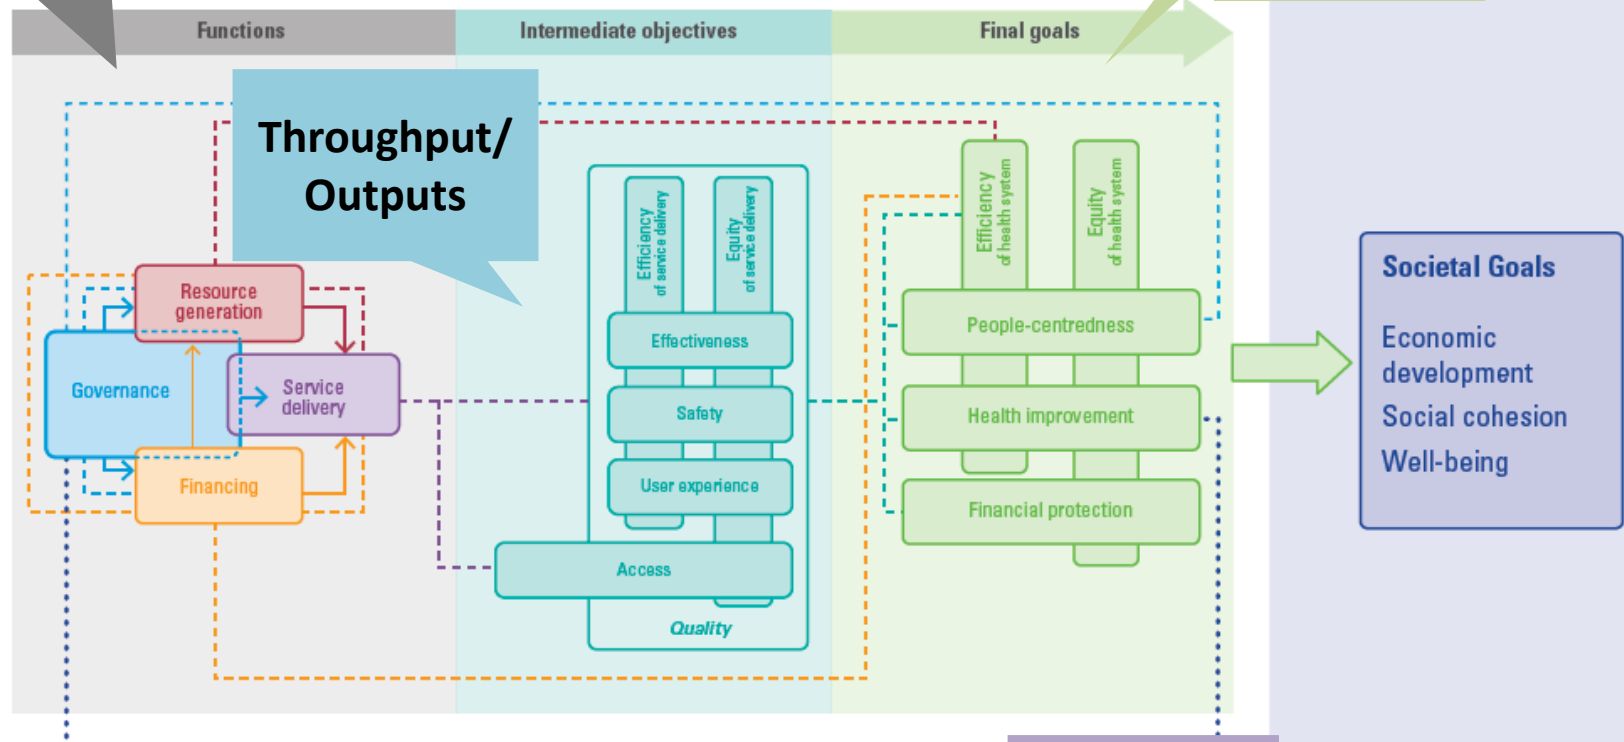 Functions
Intermediate objectives
Final goals
Throughput/
Outputs
Resource
generation
Governance
Service
delivery
Financing
Efficiency
of service delivery
Equity
of service delivery
Effectiveness
Safety
User experience
Access
Quality
Efficiency
of health system
Equity
of health system
People-centredness
Health improvement
Financial protection
Societal Goals
Economic
development
Social cohesion
Well-being